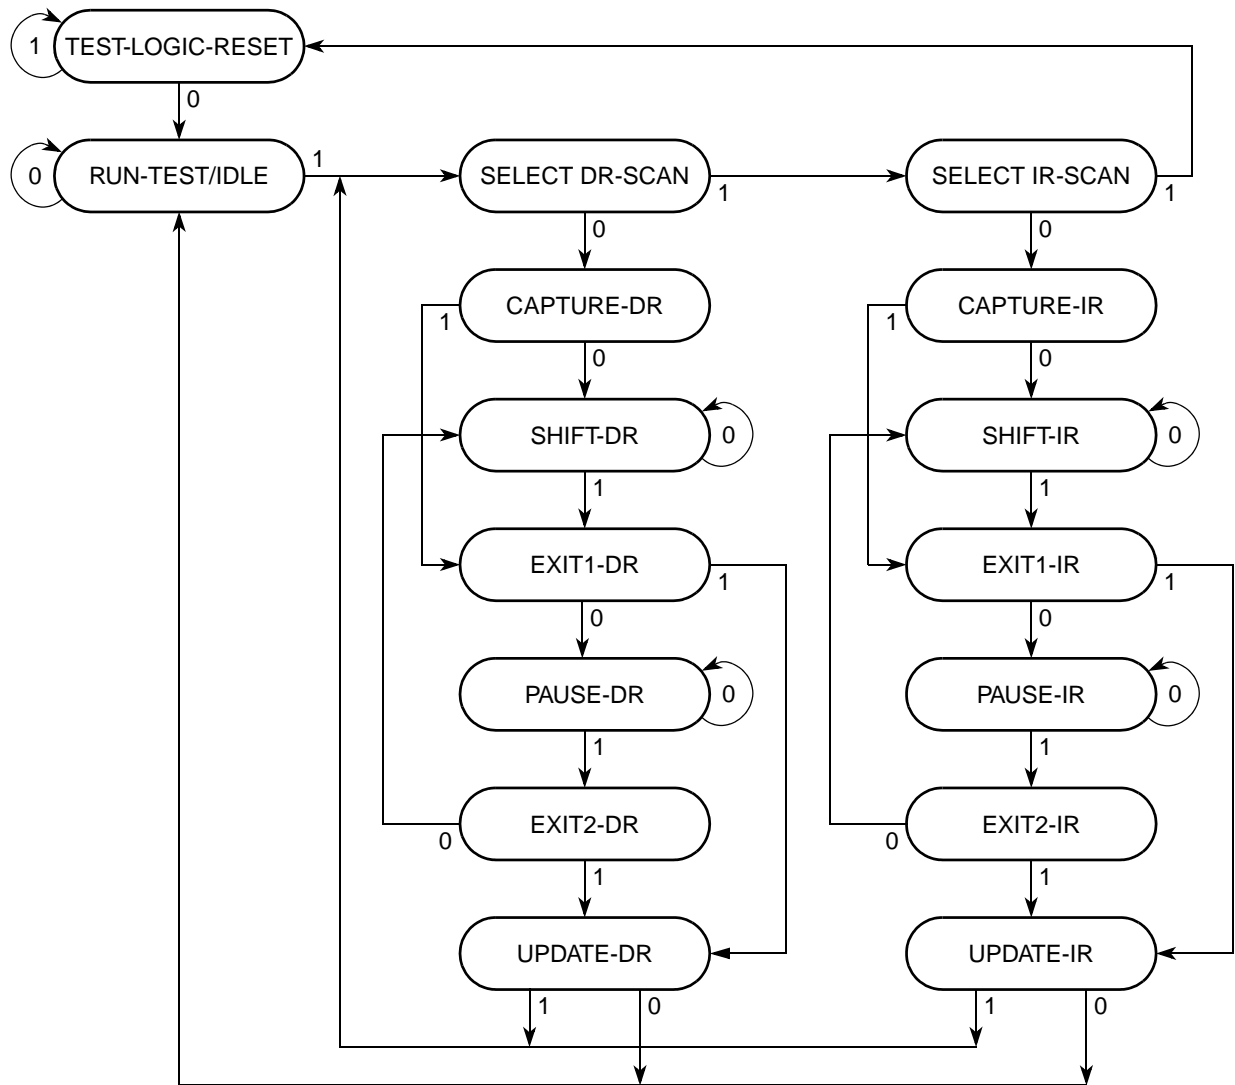 1 TEST-LOGIC-RESET
0
0 RUN-TEST/IDLE 1 SELECT DR-SCAN 1 SELECT IR-SCAN 1
0 0
CAPTURE-DR CAPTURE-IR
1 1
0 0
SHIFT-DR 0 SHIFT-IR 0
1 1
EXIT1-DR 1 EXIT1-IR 1
0 0
PAUSE-DR 0 PAUSE-IR 0
1 1
0 EXIT2-DR 0 EXIT2-IR
1 1
UPDATE-DR UPDATE-IR
1 0 1 0